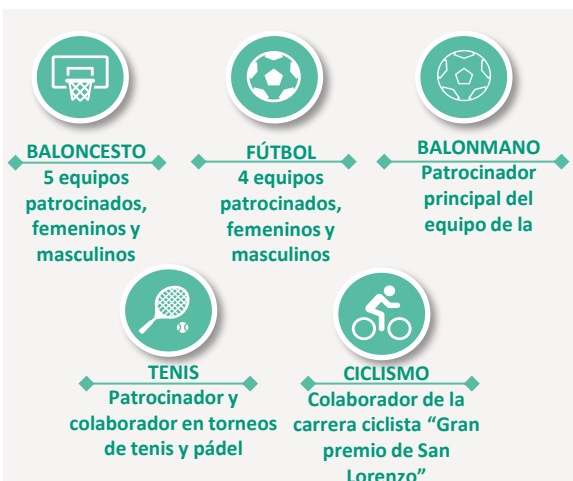 BALONCESTO
5 equipos
patrocinados,
femeninos y
masculinos
FÚTBOL
4 equipos
patrocinados,
femeninos y
masculinos
BALONMANO
Patrocinador
principal del
equipo de la
TENIS
Patrocinador y
colaborador en torneos
de tenis y pádel
CICLISMO
Colaborador de la
carrera ciclista “Gran
premio de San
Lorenzo”